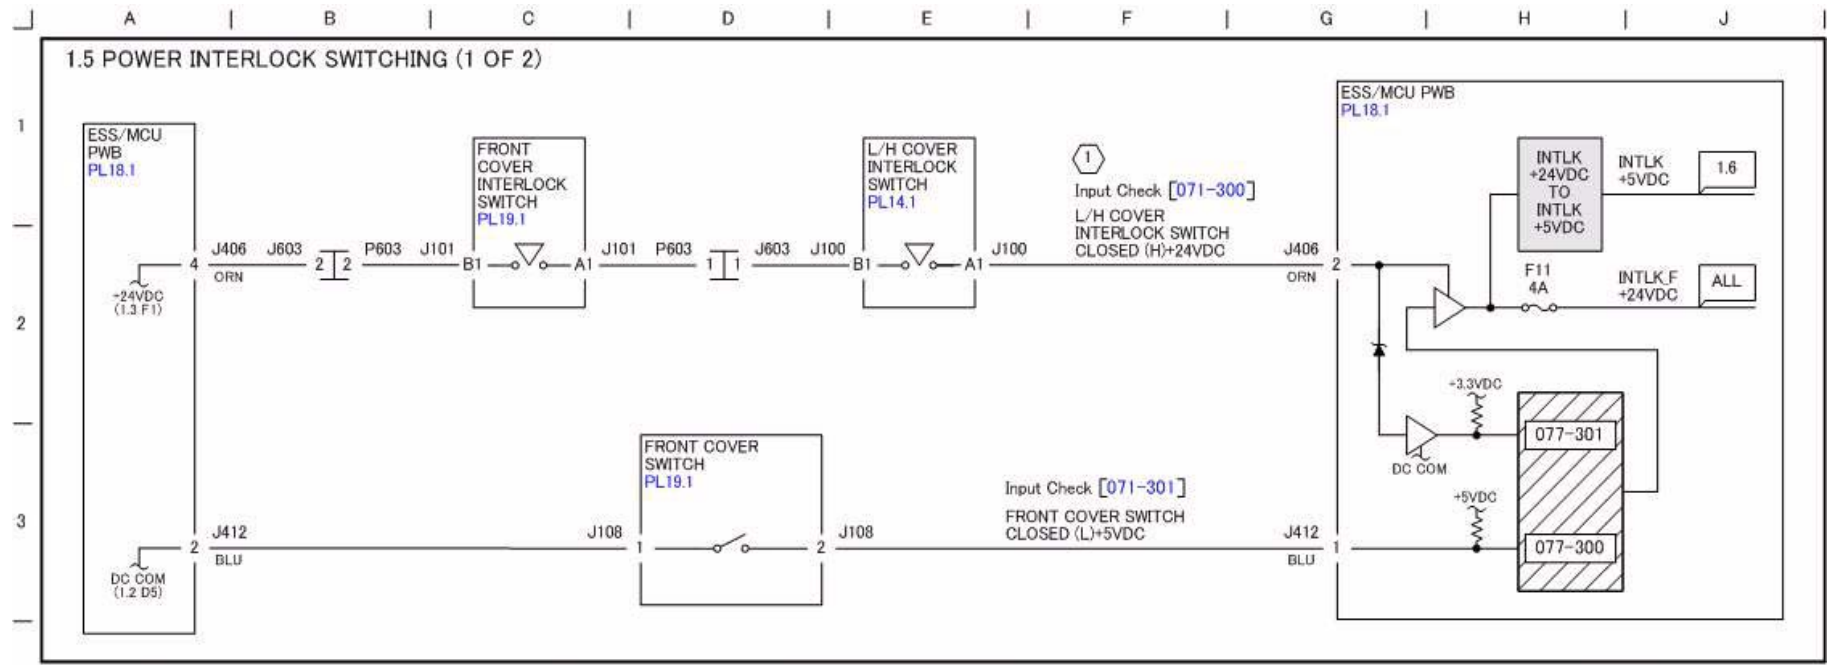 A B C D E F G H J
1.5 POWER INTERLOCK SWITCHING (1 OF 2)
1
2
3
ESS/MCU
PWB
PL18.1
4
-24VDC
(1.3 F1)
J406
ORN
J603
2 2
P603
J101
FRONT
COVER
INTERLOCK
SWITCH
PL19.1
B1
A1
J101
P603
1 1
J603
J100
L/H COVER
INTERLOCK
SWITCH
PL14.1
B1
A1
J100
1
Input Check [071-300]
L/H COVER
INTERLOCK SWITCH
CLOSED (H)+24VDC
J406
ORN
2
ESS/MCU PWB
PL18.1
INTLK
+24VDC
TO
INTLK
+5VDC
INTLK
+5VDC
1.6
F11
4A
INTLK_F
+24VDC
ALL
-3.3VDC
DC COM
077-301
+5VDC
077-300
2
DC COM
(1.2 D5)
J412
BLU
J108
1
FRONT COVER
SWITCH
PL19.1
2
J108
Input Check [071-301]
FRONT COVER SWITCH
CLOSED (L)+5VDC
J412
BLU
1